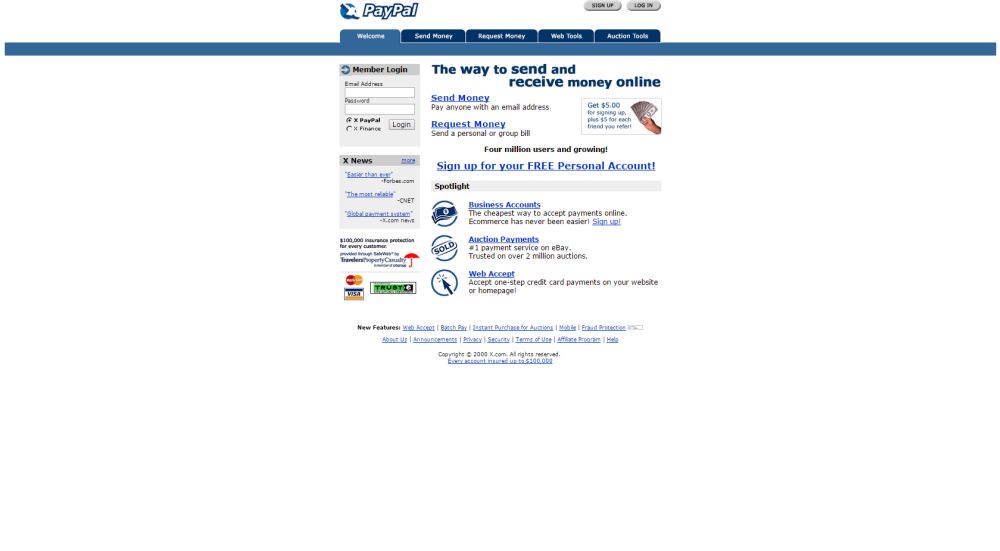 X PayPal
SIGN UP
LOG IN
Welcome
Send Money
Request Money
Web Tools
Auction Tools
Member Login
Email Address
Password
X PayPal
X Finance
Login
X News
more
"Easier than ever"
-Forbes.com
"The most reliable"
-CNET
"Global payment system"
-X.com news
$100,000 insurance protection
for every customer.
provided through SafeWeb® by
TravelersPropertyCasualty
A member of citigroup
MasterCard
VISA
TRUSTe
The way to send and
receive money online
Send Money
Pay anyone with an email address
Request Money
Send a personal or group bill
Get $5.00
for signing up,
plus $5 for each
friend you refer!
Four million users and growing!
Sign up for your FREE Personal Account!
Spotlight
Business Accounts
The cheapest way to accept payments online.
Ecommerce has never been easier! Sign up!
SOLD
Auction Payments
#1 payment service on eBay.
Trusted on over 2 million auctions.
Web Accept
Accept one-step credit card payments on your website
or homepage!
New Features: Web Accept | Batch Pay | Instant Purchase for Auctions | Mobile | Fraud Protection
About Us | Announcements | Privacy | Security | Terms of Use | Affiliate Program | Help
Copyright © 2000 X.com. All rights reserved.
Every account insured up to $100,000